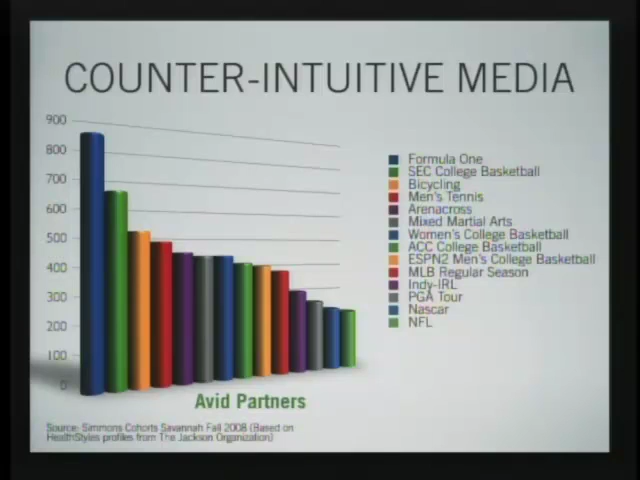 COUNTER-INTUITIVE MEDIA
900
800
700
600
500
400
300
200
100
0
Formula One
SEC College Basketball
Bicycling
Men's Tennis
Arenacross
Mixed Martial Arts
Women's College Basketball
ACC College Basketball
ESPN2 Men's College Basketball
MLB Regular Season
Indy-IRL
PGA Tour
Nascar
NFL
Avid Partners
Source: Simmons Cohorts Savannah Fall 2008 (Based on
HealthStyles profiles from The Jackson Organization)